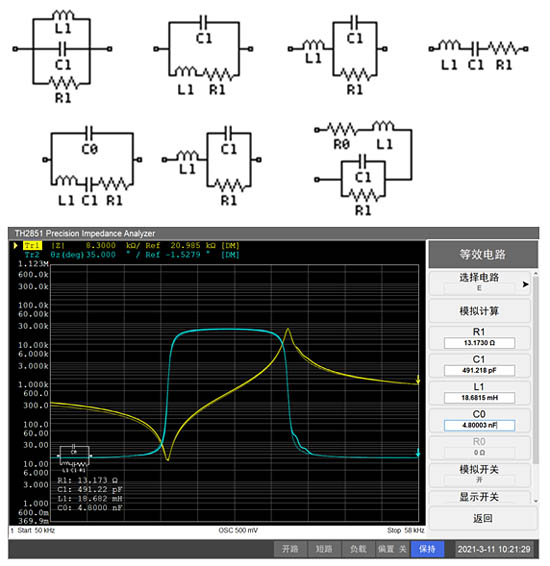 L1
C1
R1
C1
L1 R1
C1
L1
R1
L1 C1 R1
C0
L1 C1 R1
C1
L1
R1
R0 L1
C1
R1
TH2851 Precision Impedance Analyzer
Tr1 |Z| 8.3000 kΩ/ Ref 20.985 kΩ [DM]
Tr2 θz(deg)35.000 °/ Ref -1.5279 ° [DM]
1.123M
600.0k
300.0k
100.0k
60.00k
30.00k
10.00k
6.000k
3.000k
1.000k
600.0
300.0
100.0
60.00
30.00
10.00
6.000
3.000
1.000
600.0m
369.9m
C0
L1 C1 R1
R1: 13.173 Ω
C1: 491.22 pF
L1: 18.682 mH
C0: 4.8000 nF
1 Start 50 kHz OSC 500 mV Stop 58 kHz
等效电路
选择电路
E
模拟计算
R1
13.1730 Ω
C1
491.218 pF
L1
18.6815 mH
C0
4.80003 nF
R0
0 Ω
模拟开关
开
显示开关
返回
开路 短路 负载 偏置 关 保持 2021-3-11 10:21:29